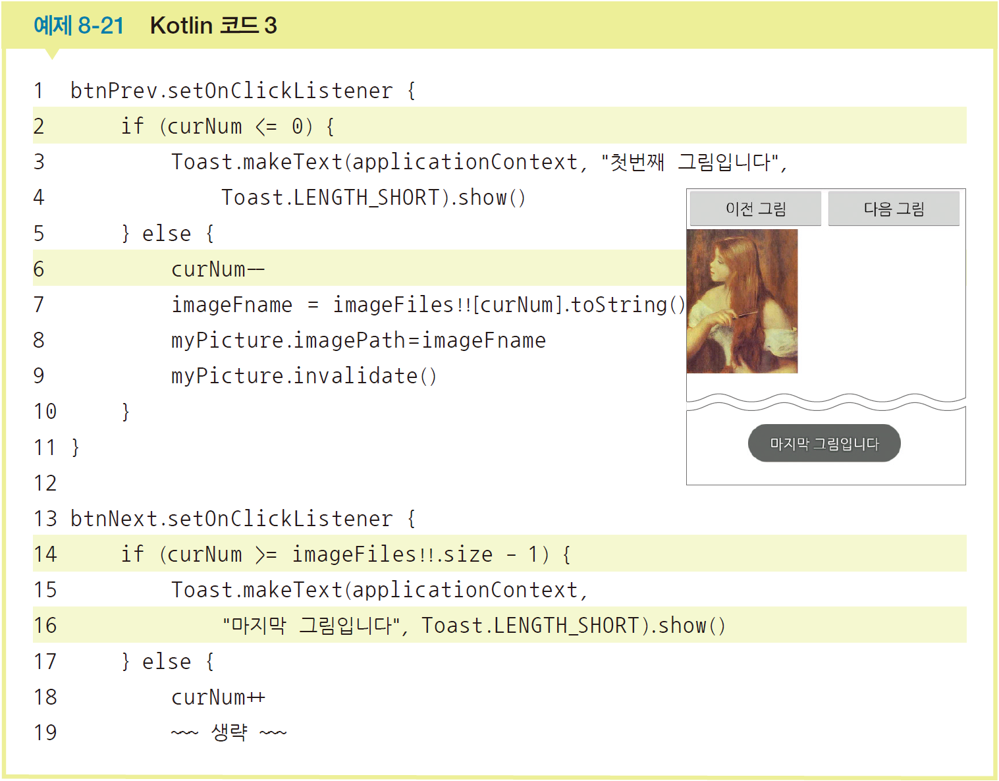 예제 8-21 Kotlin 코드 3
1 btnPrev.setOnClickListener {
2 if (curNum <= 0) {
3 Toast.makeText(applicationContext, "첫번째 그림입니다",
4 Toast.LENGTH_SHORT).show()
5 } else {
6 curNum--
7 imageFname = imageFiles!![curNum].toString()
8 myPicture.imagePath=imageFname
9 myPicture.invalidate()
10 }
11 }
12
13 btnNext.setOnClickListener {
14 if (curNum >= imageFiles!!.size - 1) {
15 Toast.makeText(applicationContext,
16 "마지막 그림입니다", Toast.LENGTH_SHORT).show()
17 } else {
18 curNum++
19 ~~~ 생략 ~~~
이전 그림 다음 그림
마지막 그림입니다